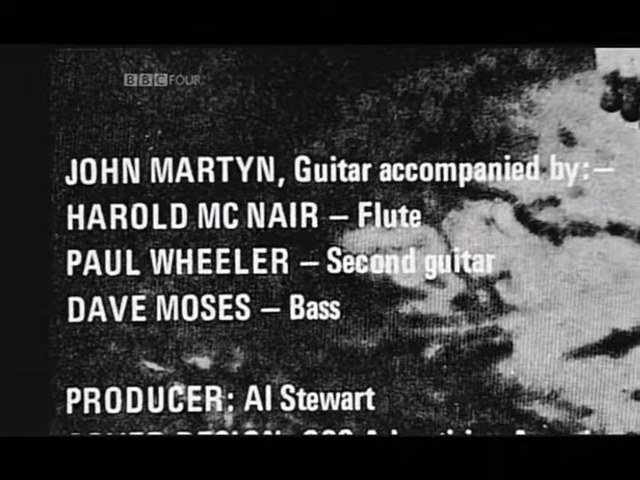 BBC FOUR
JOHN MARTYN, Guitar accompanied by:—
HAROLD MC NAIR – Flute
PAUL WHEELER – Second guitar
DAVE MOSES – Bass
PRODUCER: Al Stewart